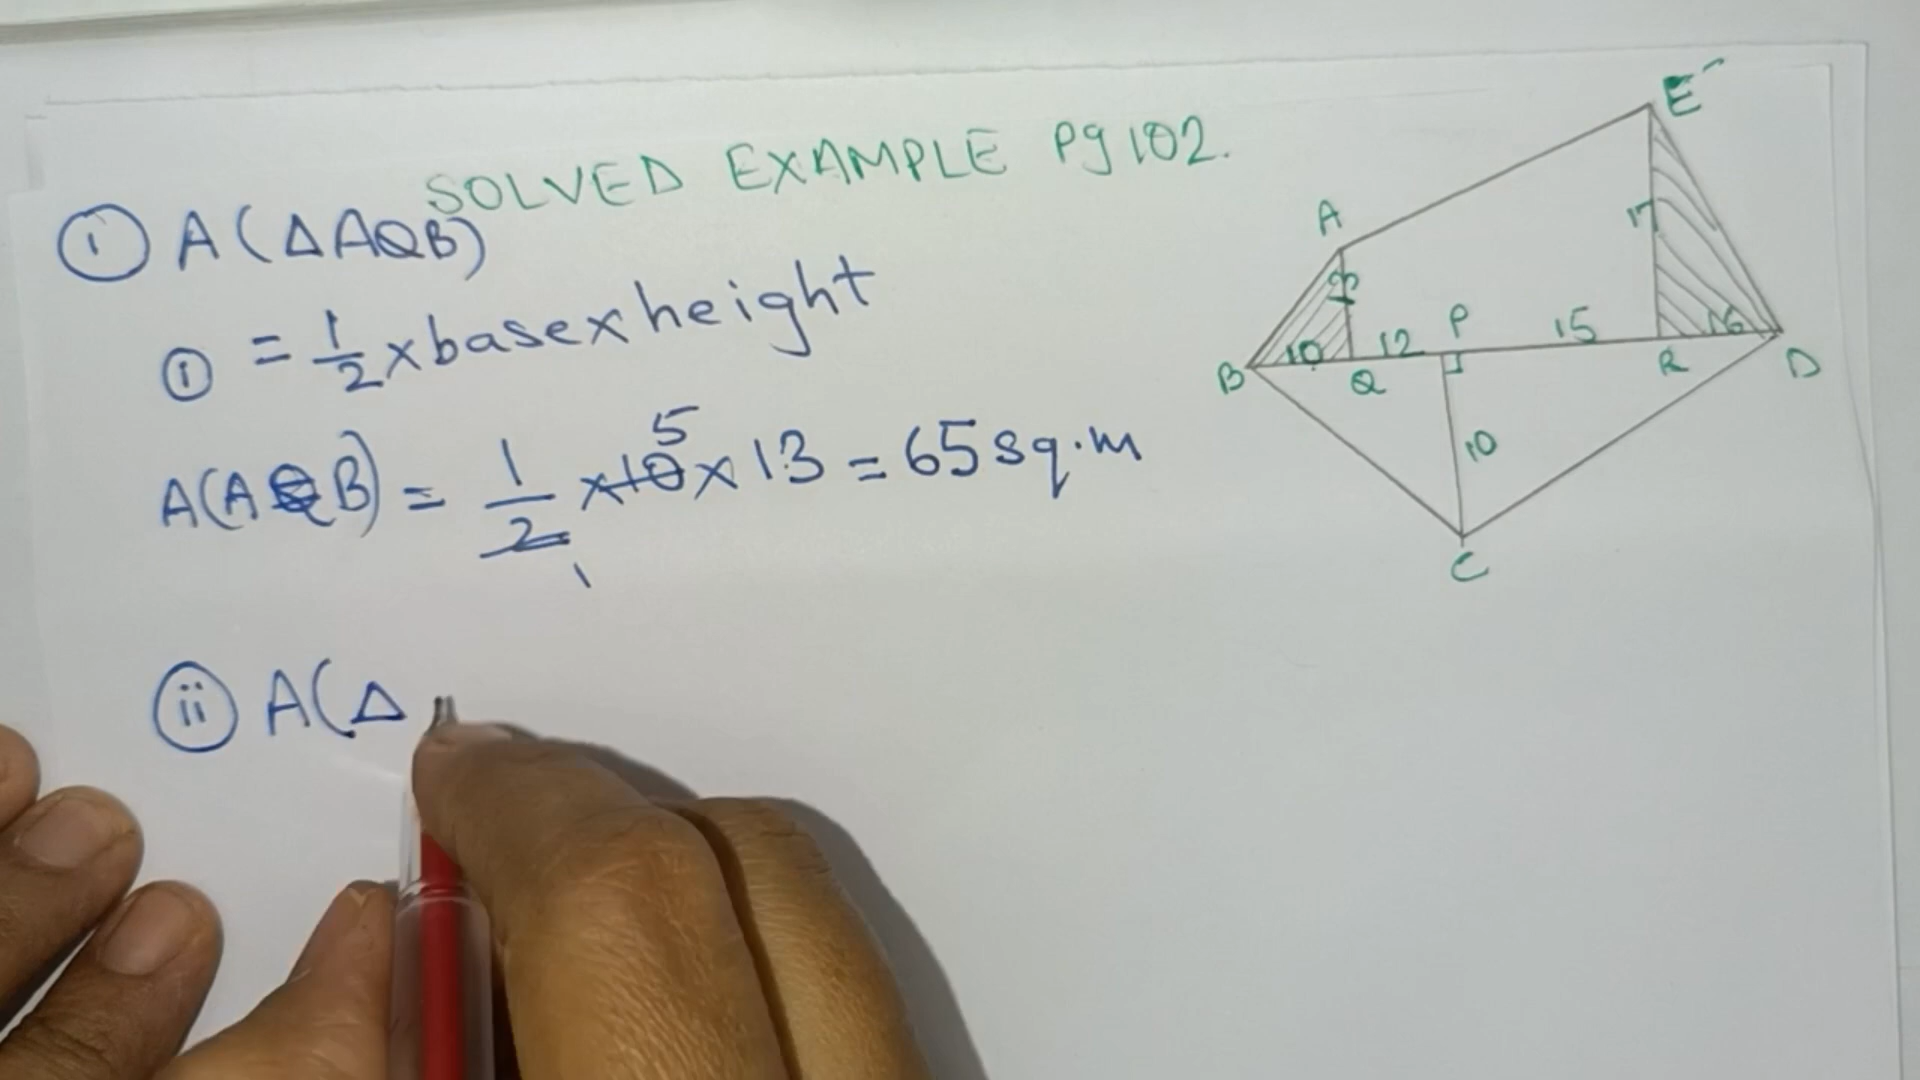 SOLVED EXAMPLE Pg 102.
i A(Δ AQB)
① = 1/2 x base x height
A(AQB) = 1/2 x 10 x 13 = 65 sq.m
5
1
ii A(Δ
E
A
17
13
B 10 Q 12 P 15 R 16 D
10
C